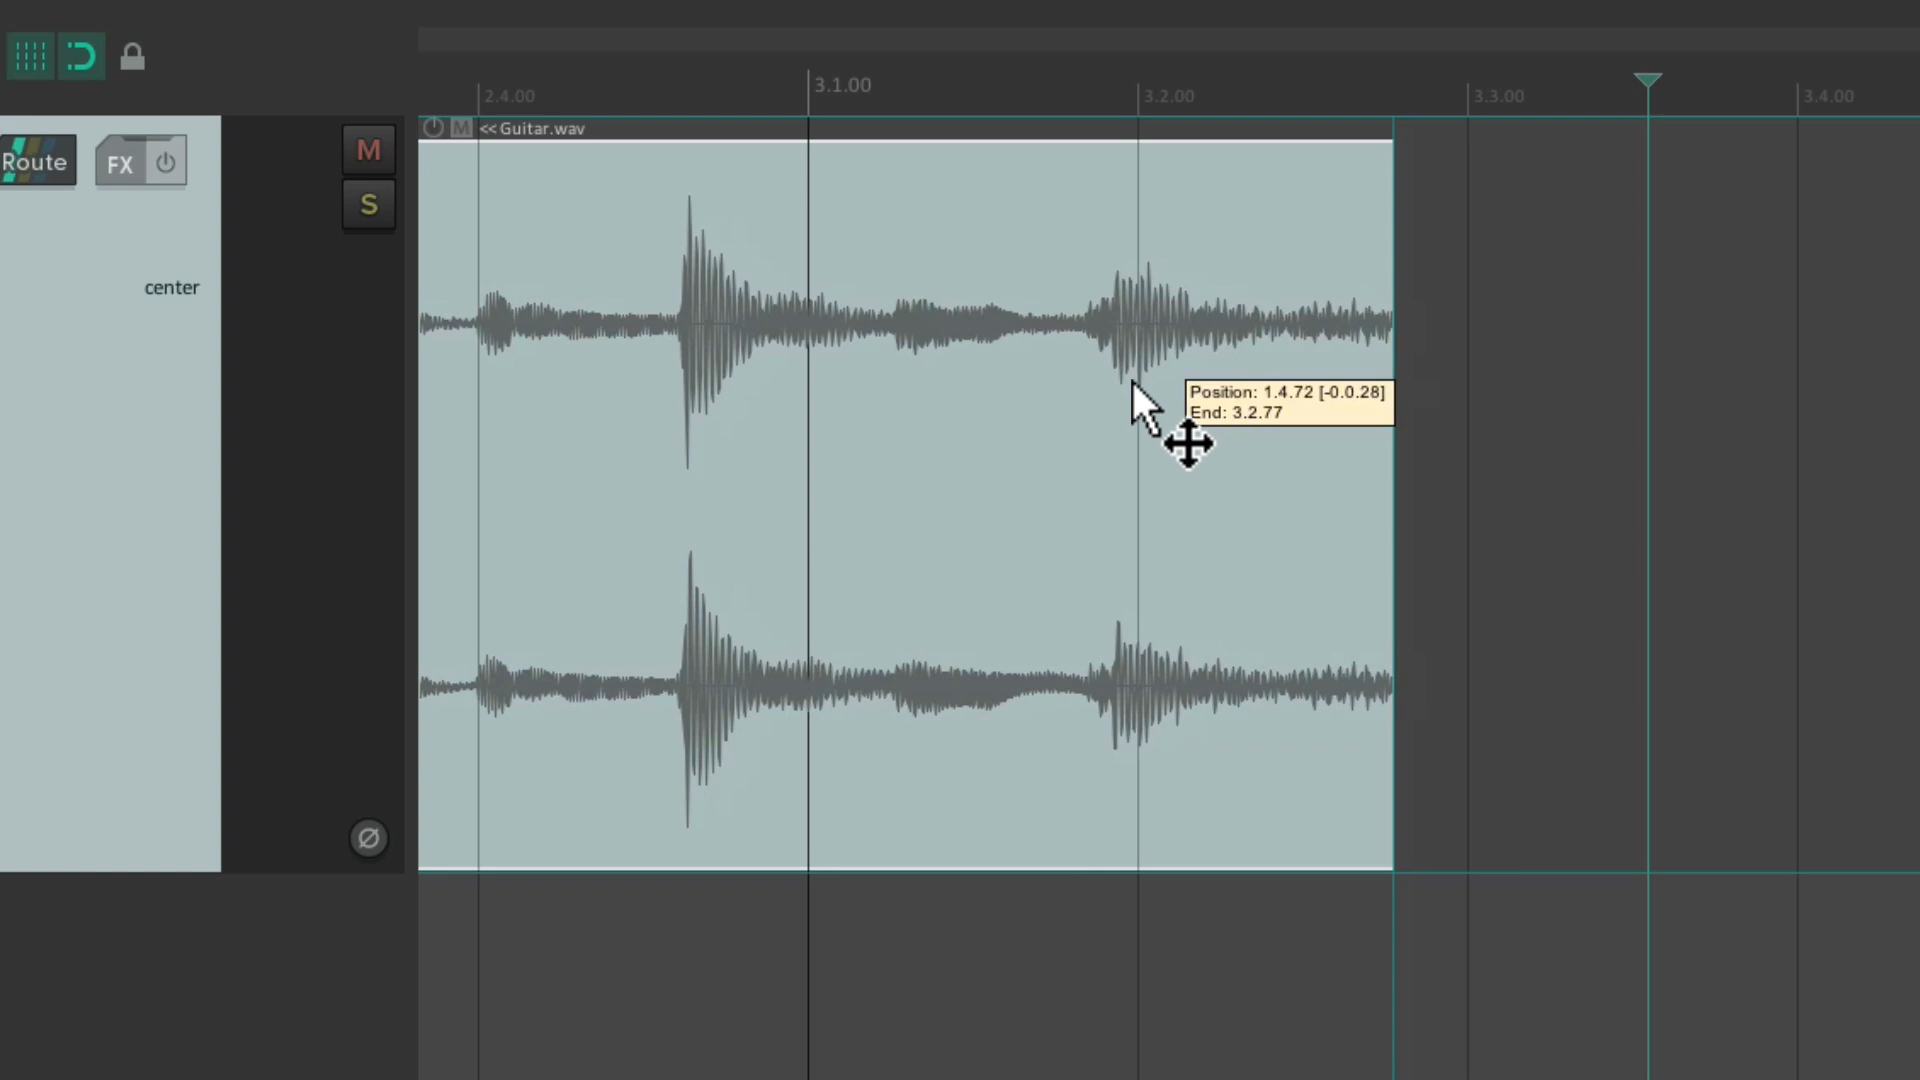 3.1.00
2.4.00
3.2.00
3.3.00
3.4.00
M <<Guitar.wav
Route
FX
M
S
center
Position: 1.4.72 [-0.0.28]
End: 3.2.77